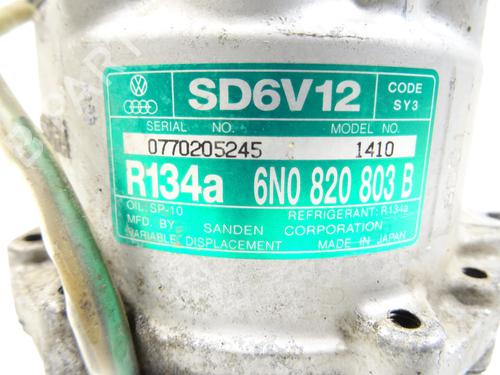 SD6V12
CODE
SY3
SERIAL NO. MODEL NO.
0770205245 1410
R134a 6N0 820 803 B
OIL: SP-10 REFRIGERANT: R134a
MFD BY SANDEN CORPORATION
VARIABLE DISPLACEMENT MADE IN JAPAN